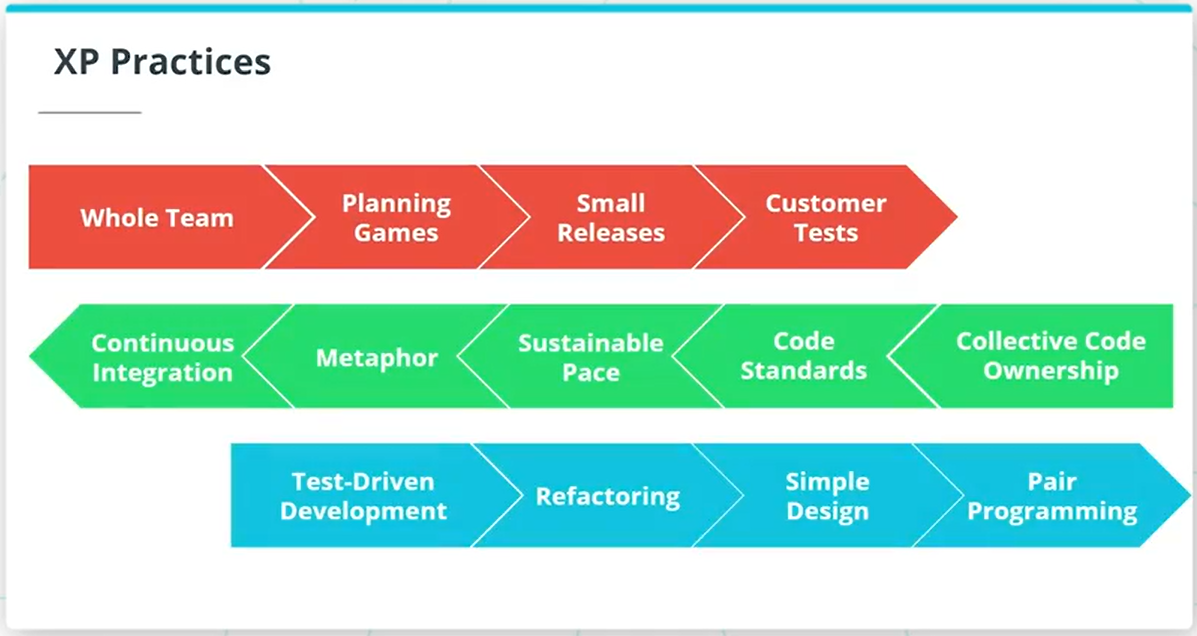 XP Practices
Whole Team
Planning
Games
Small
Releases
Customer
Tests
Continuous
Integration
Metaphor
Sustainable
Pace
Code
Standards
Collective Code
Ownership
Test-Driven
Development
Refactoring
Simple
Design
Pair
Programming